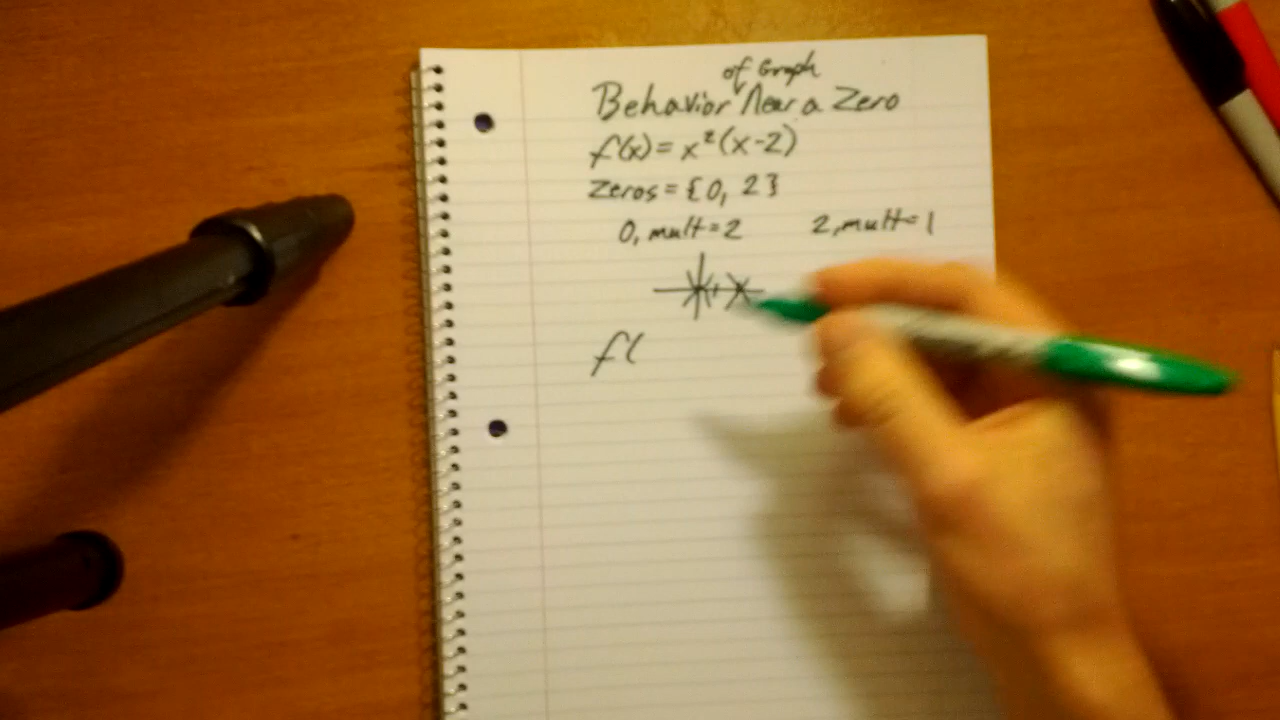 Behavior of Graph Near a Zero
f(x) = x²(x-2)
Zeros = {0, 2}
0, mult = 2 2, mult = 1
f(